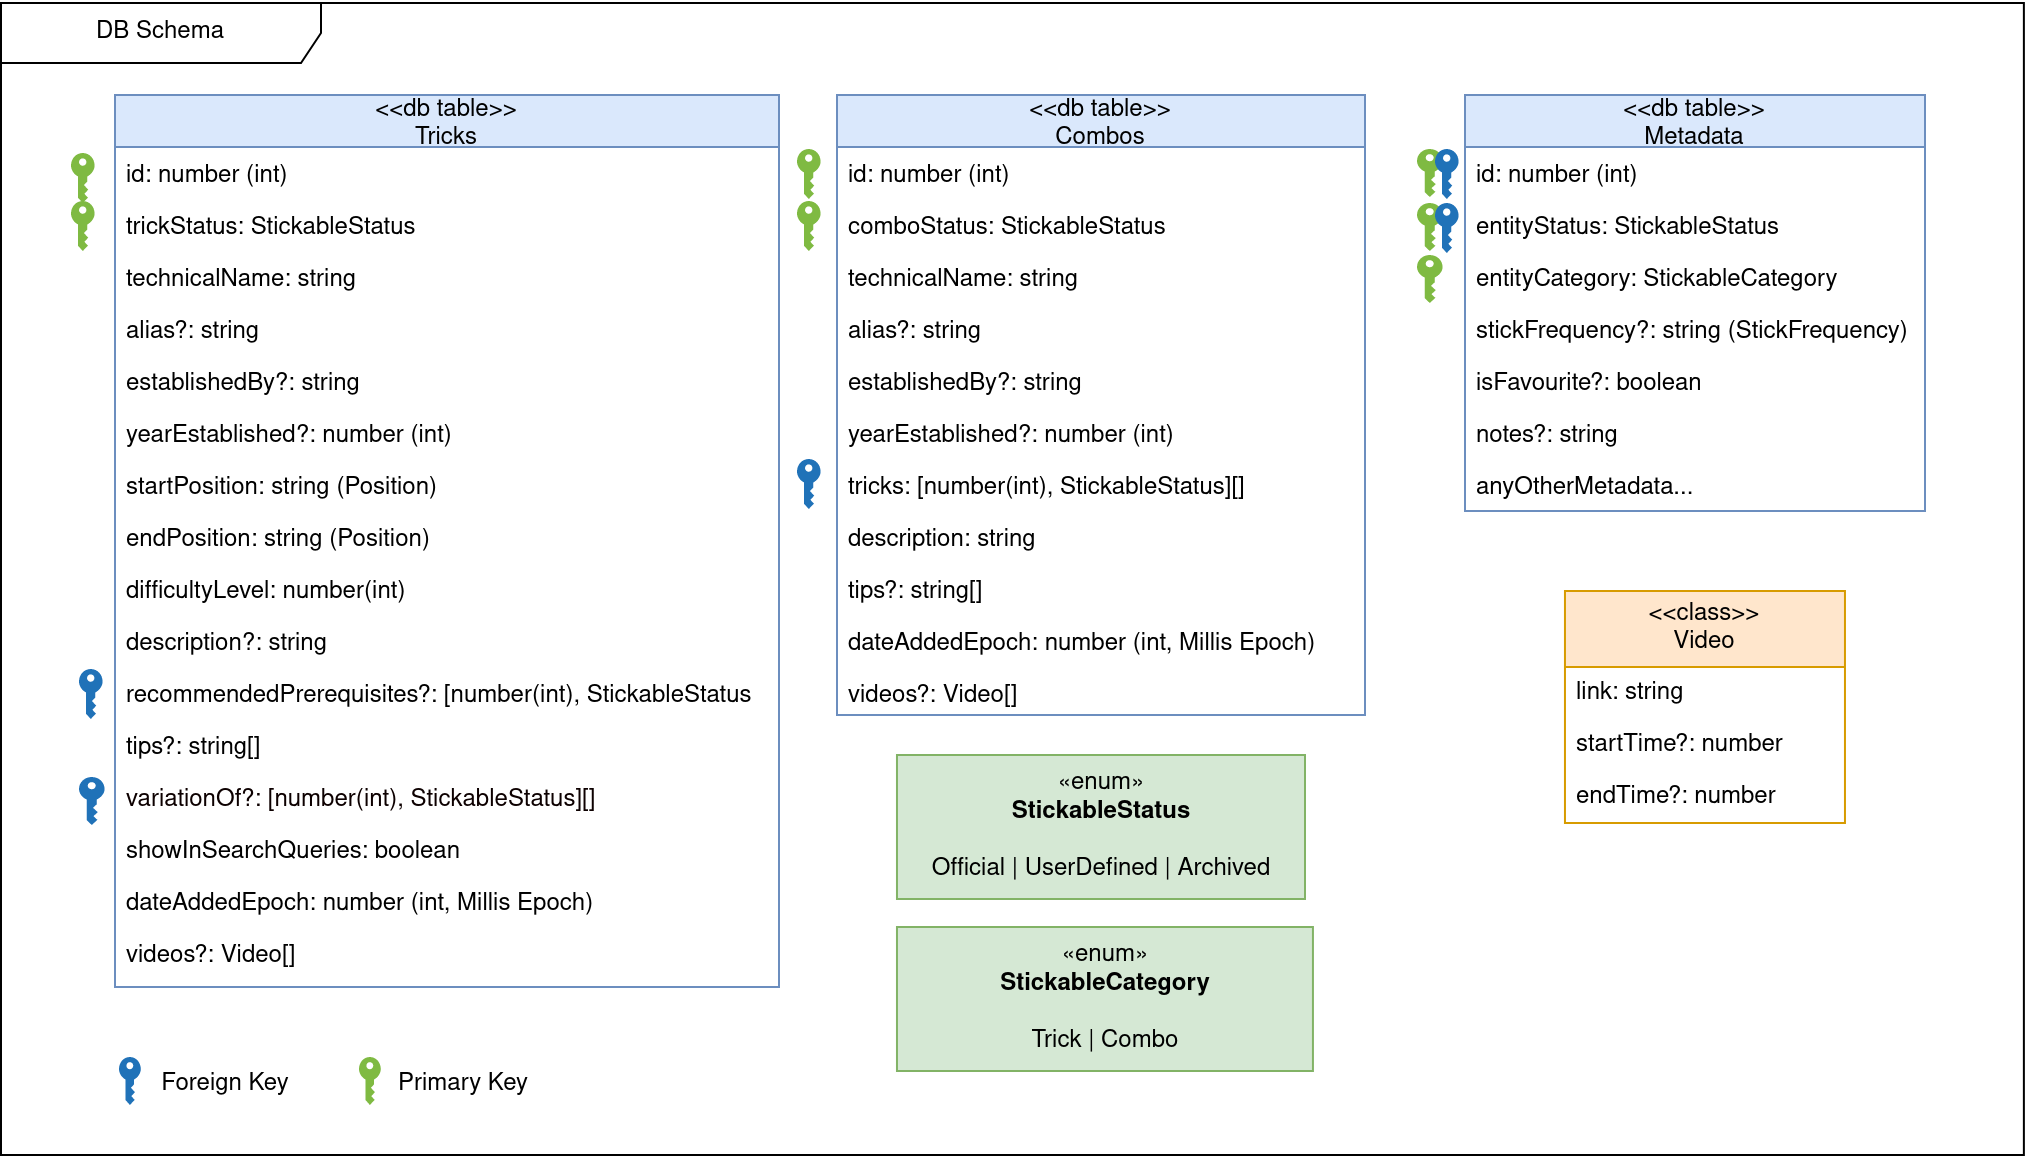 DB Schema
<<db table>>
Tricks
id: number (int)
trickStatus: StickableStatus
technicalName: string
alias?: string
establishedBy?: string
yearEstablished?: number (int)
startPosition: string (Position)
endPosition: string (Position)
difficultyLevel: number(int)
description?: string
recommendedPrerequisites?: [number(int), StickableStatus
tips?: string[]
variationOf?: [number(int), StickableStatus][]
showInSearchQueries: boolean
dateAddedEpoch: number (int, Millis Epoch)
videos?: Video[]
<<db table>>
Combos
id: number (int)
comboStatus: StickableStatus
technicalName: string
alias?: string
establishedBy?: string
yearEstablished?: number (int)
tricks: [number(int), StickableStatus][]
description: string
tips?: string[]
dateAddedEpoch: number (int, Millis Epoch)
videos?: Video[]
<<db table>>
Metadata
id: number (int)
entityStatus: StickableStatus
entityCategory: StickableCategory
stickFrequency?: string (StickFrequency)
isFavourite?: boolean
notes?: string
anyOtherMetadata...
<<class>>
Video
link: string
startTime?: number
endTime?: number
«enum»
StickableStatus
Official | UserDefined | Archived
«enum»
StickableCategory
Trick | Combo
Foreign Key
Primary Key